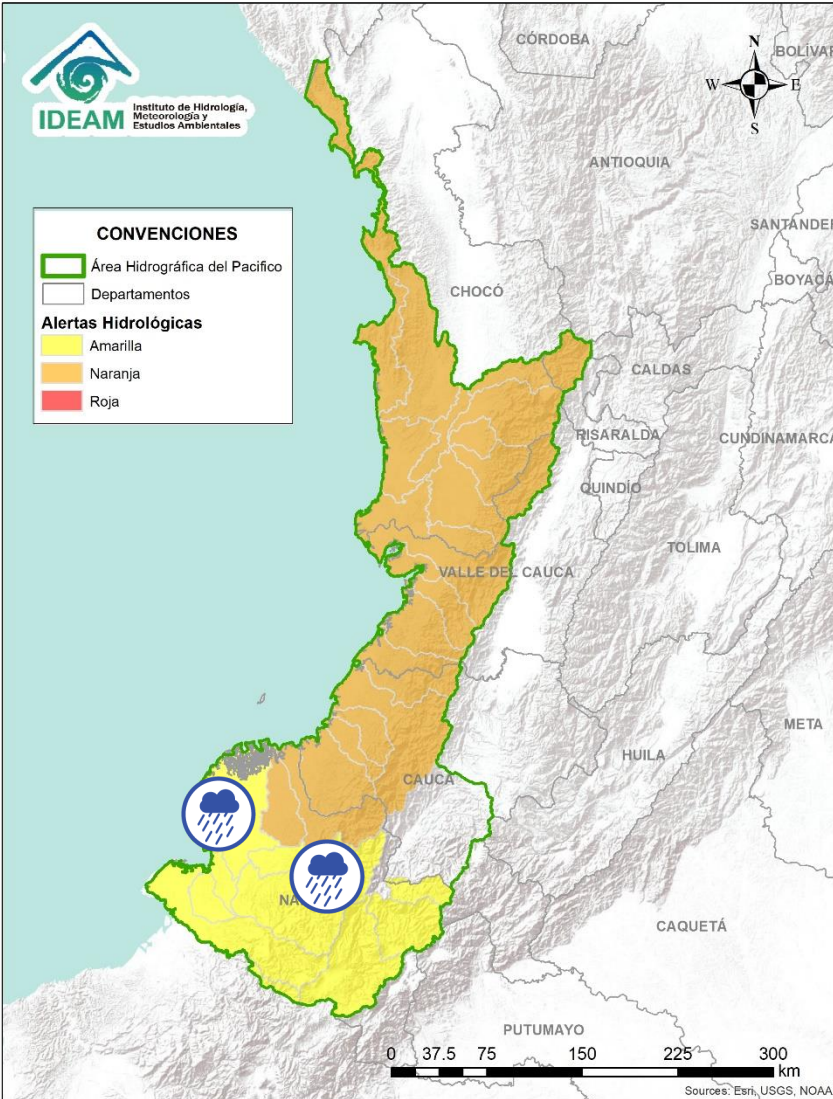 IDEAM
Instituto de Hidrología,
Meteorología y
Estudios Ambientales
N
W
E
S
CÓRDOBA
BOLÍVAR
ANTIOQUIA
SANTANDER
BOYACÁ
CHOCÓ
CALDAS
RISARALDA
CUNDINAMARCA
QUINDÍO
TOLIMA
VALLE DEL CAUCA
META
HUILA
CAUCA
NA
CAQUETÁ
PUTUMAYO
CONVENCIONES
Área Hidrográfica del Pacifico
Departamentos
Alertas Hidrológicas
Amarilla
Naranja
Roja
0 37.5 75 150 225 300
km
Sources: Esri, USGS, NOAA